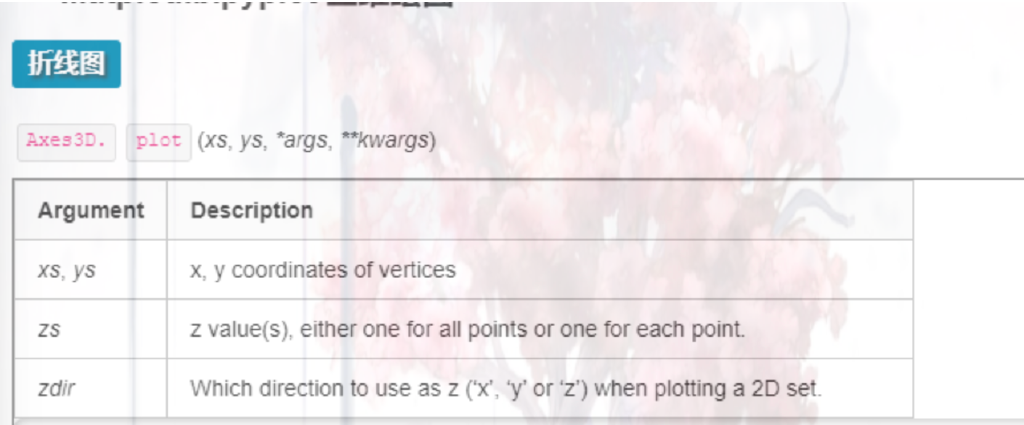 折线图
Axes3D. plot (xs, ys, *args, **kwargs)
Argument Description
xs, ys x, y coordinates of vertices
zs z value(s), either one for all points or one for each point.
zdir Which direction to use as z (‘x’, ‘y’ or ‘z’) when plotting a 2D set.